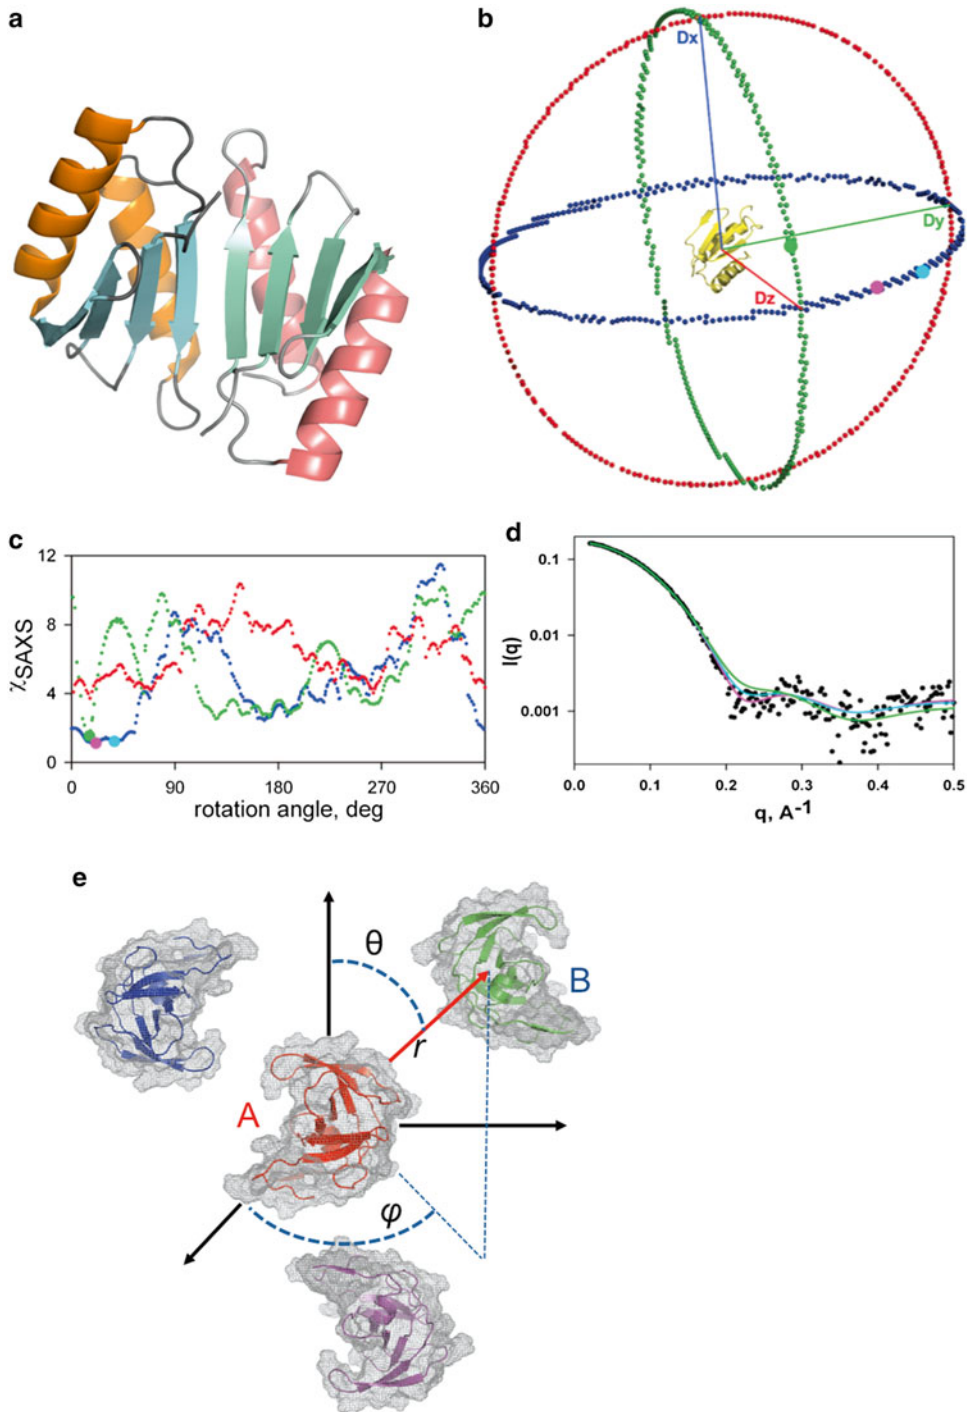 a
b
Dx
Dy
Dz
c
12
8
4
0
χSAXS
0 90 180 270 360
rotation angle, deg
d
0.1
0.01
0.001
I(q)
0.0 0.1 0.2 0.3 0.4 0.5
q, A⁻¹
e
θ
B
r
A
φ